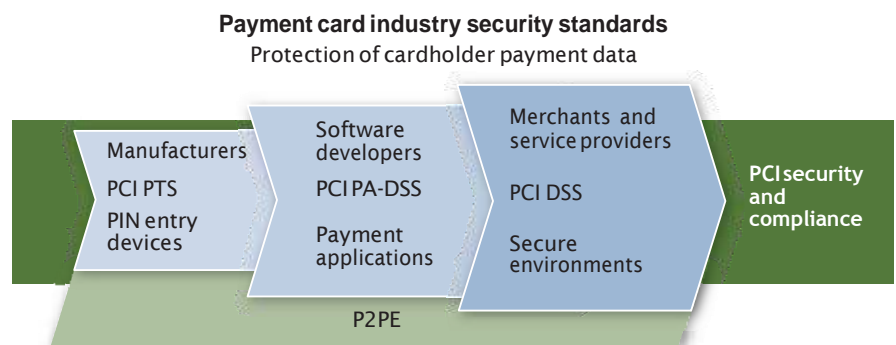 Payment card industry security standards
Protection of cardholder payment data
Manufacturers
PCI PTS
PIN entry
devices
Software
developers
PCI PA-DSS
Payment
applications
Merchants and
service providers
PCI DSS
Secure
environments
PCI security
and
compliance
P2PE